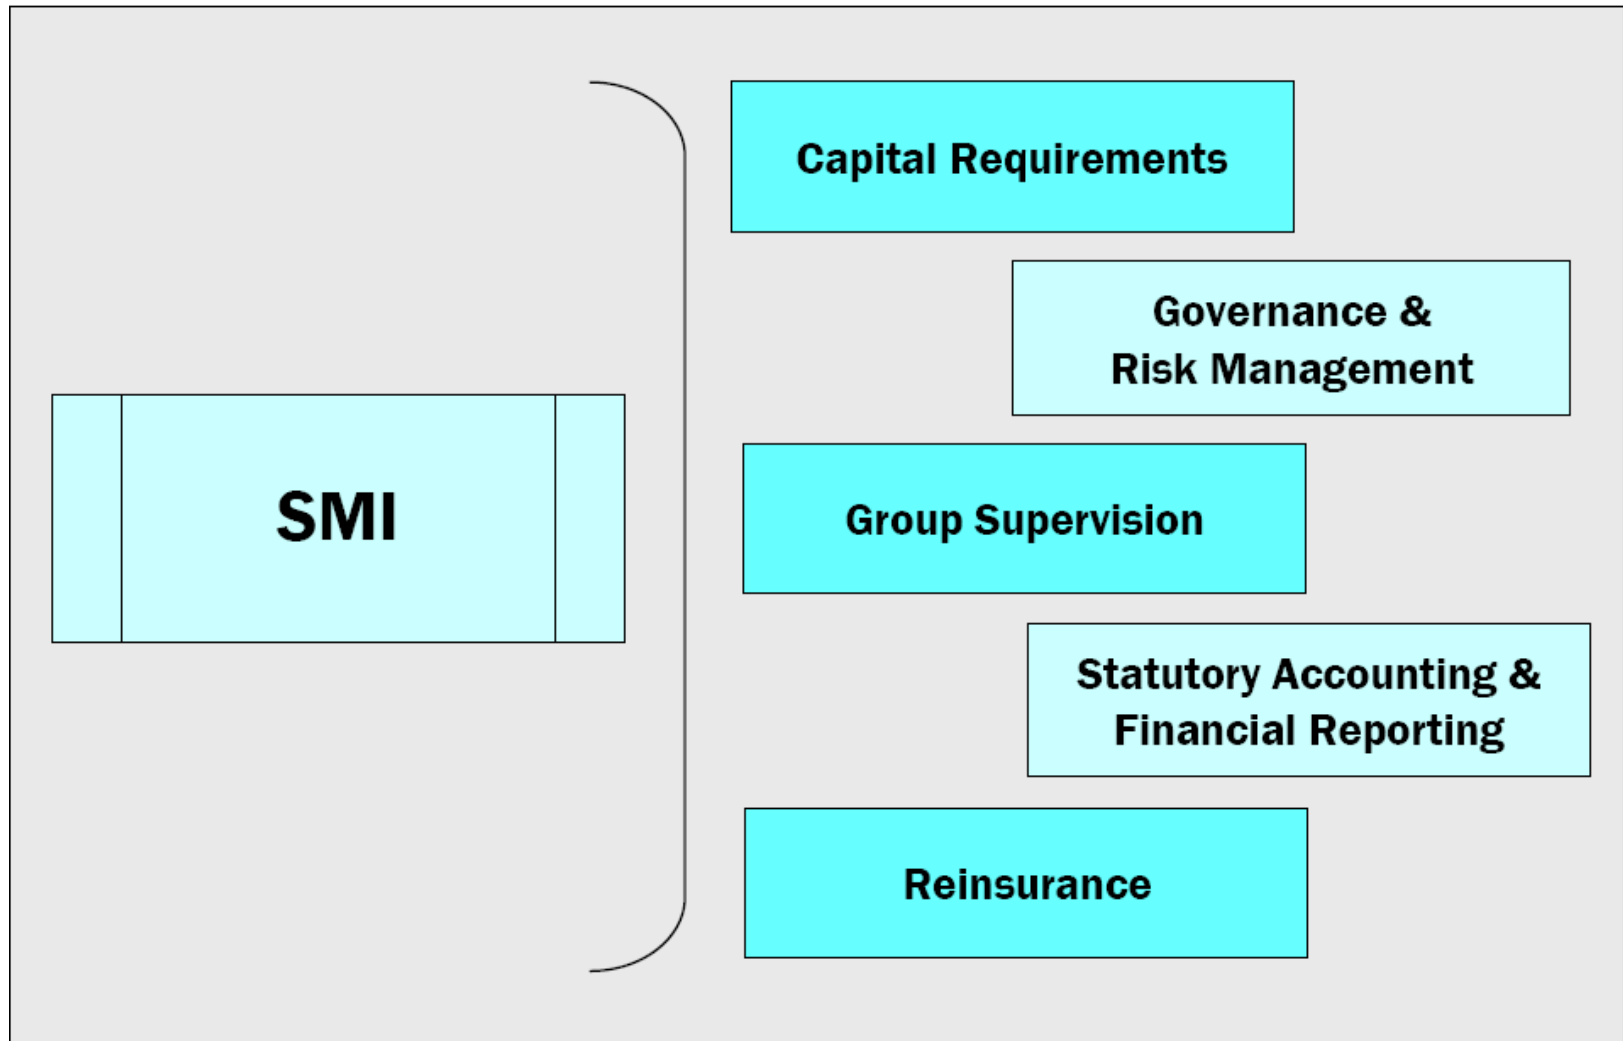 SMI
Capital Requirements
Governance &
Risk Management
Group Supervision
Statutory Accounting &
Financial Reporting
Reinsurance